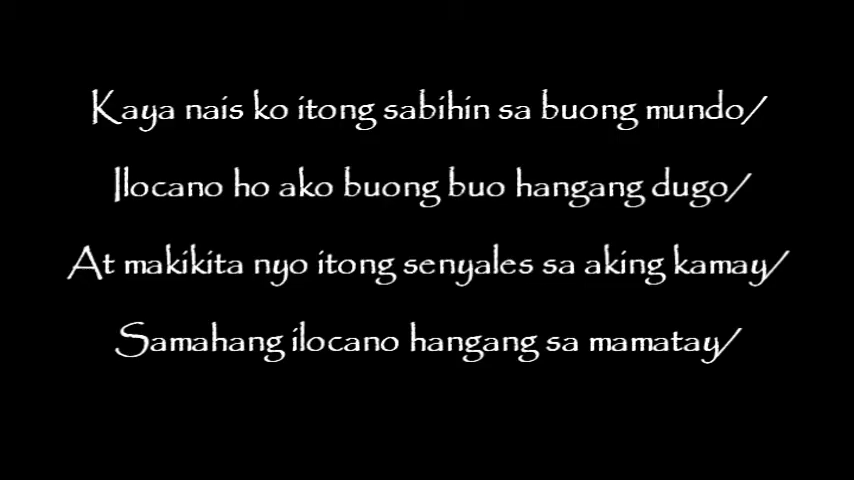 Kaya nais ko itong sabihin sa buong mundo/
Ilocano ho ako buong buo hangang dugo/
At makikita nyo itong senyales sa aking kamay/
Samahang ilocano hangang sa mamatay/